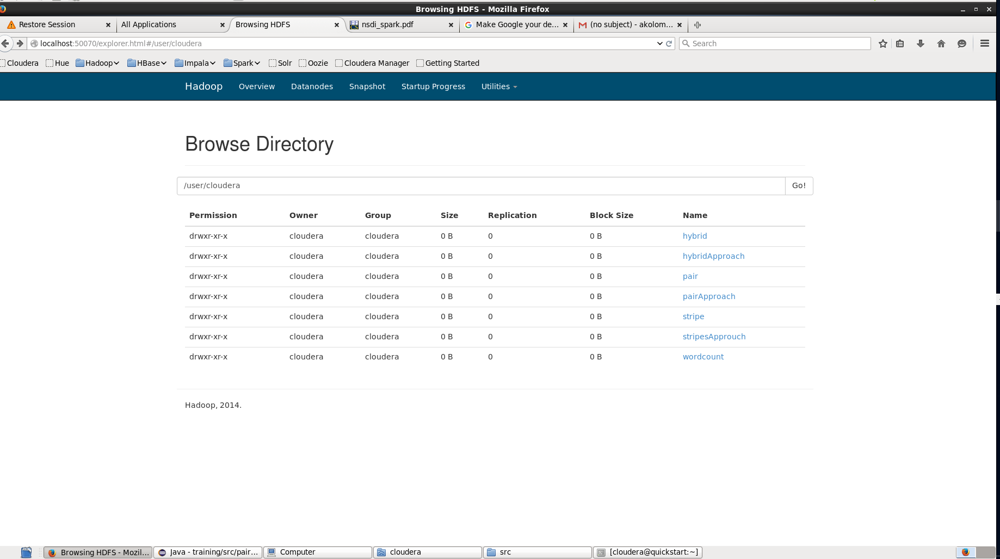 Browsing HDFS - Mozilla Firefox
Restore Session All Applications Browsing HDFS nsdi_spark.pdf Make Google your de... (no subject) - akolom...
localhost:50070/explorer.html#/user/cloudera Search
Cloudera Hue Hadoop HBase Impala Spark Solr Oozie Cloudera Manager Getting Started
Hadoop Overview Datanodes Snapshot Startup Progress Utilities
Browse Directory
/user/cloudera Go!
Permission Owner Group Size Replication Block Size Name
drwxr-xr-x cloudera cloudera 0 B 0 0 B hybrid
drwxr-xr-x cloudera cloudera 0 B 0 0 B hybridApproach
drwxr-xr-x cloudera cloudera 0 B 0 0 B pair
drwxr-xr-x cloudera cloudera 0 B 0 0 B pairApproach
drwxr-xr-x cloudera cloudera 0 B 0 0 B stripe
drwxr-xr-x cloudera cloudera 0 B 0 0 B stripesApprouch
drwxr-xr-x cloudera cloudera 0 B 0 0 B wordcount
Hadoop, 2014.
Browsing HDFS - Mozil... Java - training/src/pair... Computer cloudera src [cloudera@quickstart:~]